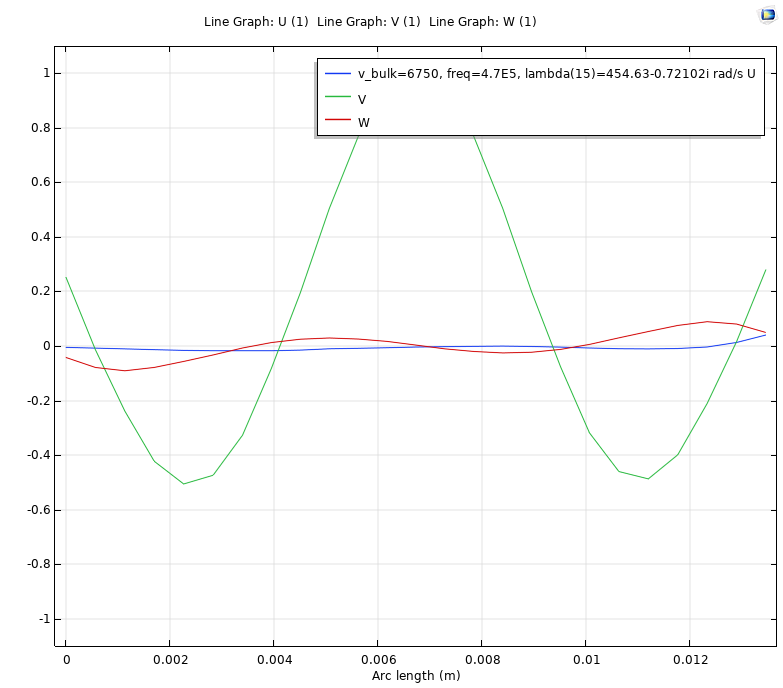 Line Graph: U (1)  Line Graph: V (1)  Line Graph: W (1)
v_bulk=6750, freq=4.7E5, lambda(15)=454.63-0.72102i rad/s U
V
W
1
0.8
0.6
0.4
0.2
0
-0.2
-0.4
-0.6
-0.8
-1
0 0.002 0.004 0.006 0.008 0.01 0.012
Arc length (m)